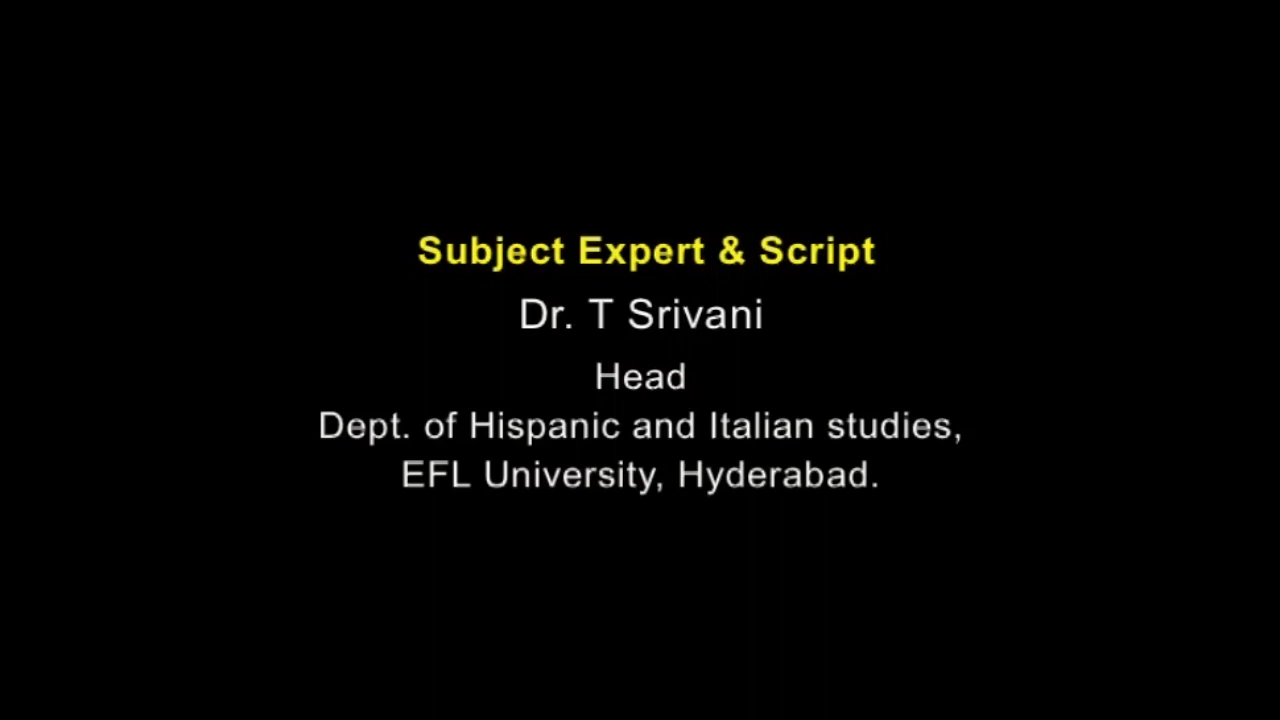 Subject Expert & Script
Dr. T Srivani
Head
Dept. of Hispanic and Italian studies,
EFL University, Hyderabad.